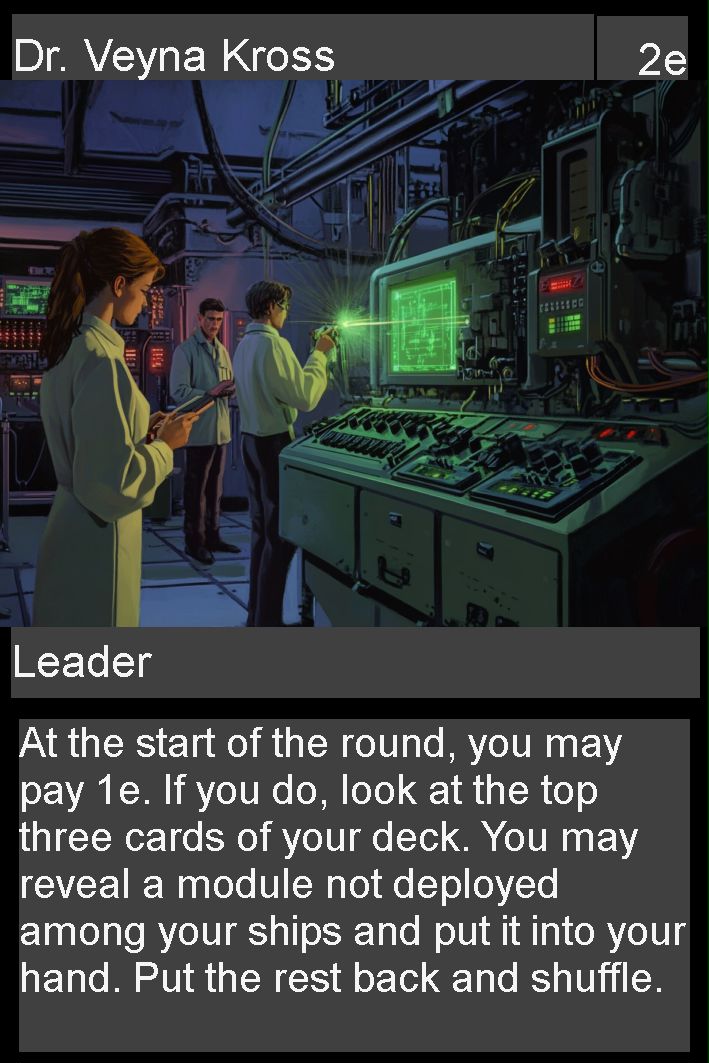 Dr. Veyna Kross
2e
Leader
At the start of the round, you may
pay 1e. If you do, look at the top
three cards of your deck. You may
reveal a module not deployed
among your ships and put it into your
hand. Put the rest back and shuffle.